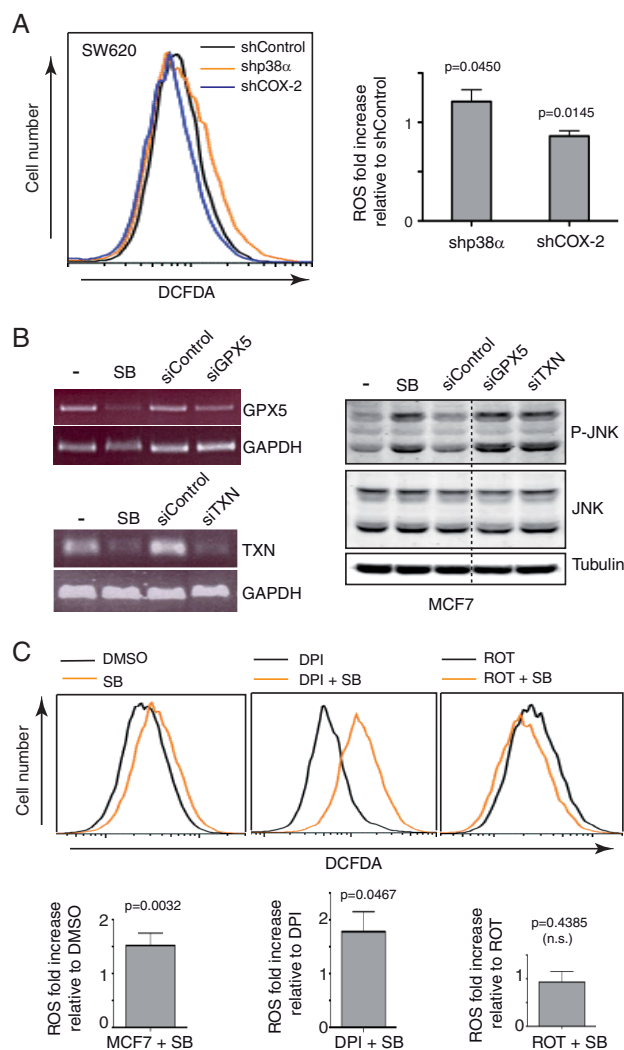 A
SW620
shControl
shp38α
shCOX-2
Cell number
DCFDA
ROS fold increase
relative to shControl
p=0.0450
p=0.0145
1
0
shp38α
shCOX-2
B
-
SB
siControl
siGPX5
GPX5
GAPDH
-
SB
siControl
siTXN
TXN
GAPDH
-
SB
siControl
siGPX5
siTXN
P-JNK
JNK
Tubulin
MCF7
C
DMSO
SB
DPI
DPI + SB
ROT
ROT + SB
Cell number
DCFDA
ROS fold increase
relative to DMSO
p=0.0032
2
1
0
MCF7 + SB
ROS fold increase
relative to DPI
p=0.0467
2
1
0
DPI + SB
ROS fold increase
relative to ROT
p=0.4385
(n.s.)
1
0
ROT + SB